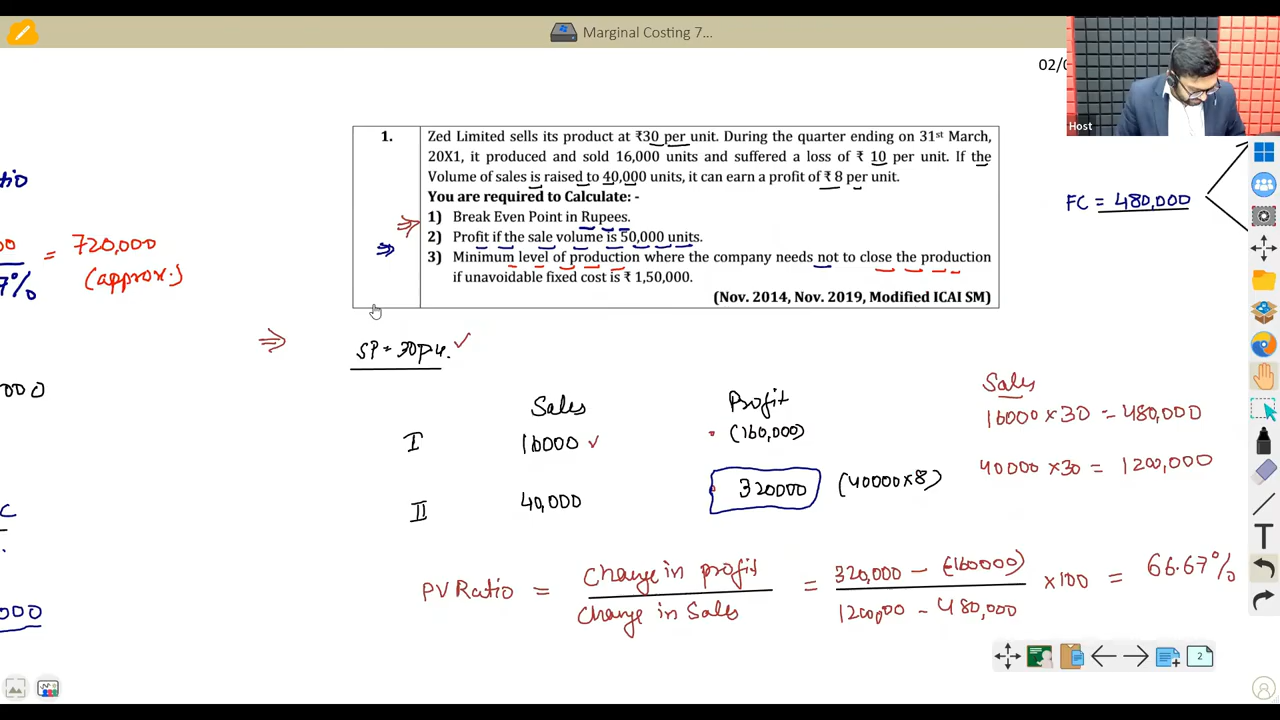 Marginal Costing 7...
02/0
Host
1. Zed Limited sells its product at ₹30 per unit. During the quarter ending on 31st March,
20X1, it produced and sold 16,000 units and suffered a loss of ₹ 10 per unit. If the
Volume of sales is raised to 40,000 units, it can earn a profit of ₹ 8 per unit.
You are required to Calculate: -
1) Break Even Point in Rupees.
2) Profit if the sale volume is 50,000 units.
3) Minimum level of production where the company needs not to close the production
if unavoidable fixed cost is ₹ 1,50,000.
(Nov. 2014, Nov. 2019, Modified ICAI SM)
FC = 480,000
= 720,000
(approx.)
7%
SP = 30 p.u.
Sales Profit
I 16000 (160,000)
II 40,000 320000 (40000×8)
Sales
16000 × 30 = 480,000
40000 × 30 = 1200,000
PV Ratio = Change in profit / Change in Sales = 320,000 - (-160000) / 1200,000 - 480,000 × 100 = 66.67%
2